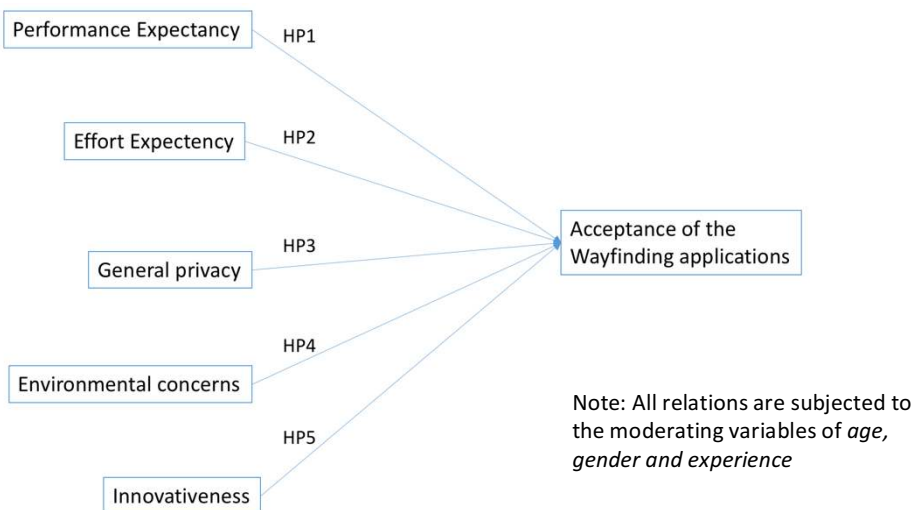 Performance Expectancy
HP1
Effort Expectency
HP2
General privacy
HP3
Environmental concerns
HP4
Innovativeness
HP5
Acceptance of the
Wayfinding applications
Note: All relations are subjected to
the moderating variables of age,
gender and experience